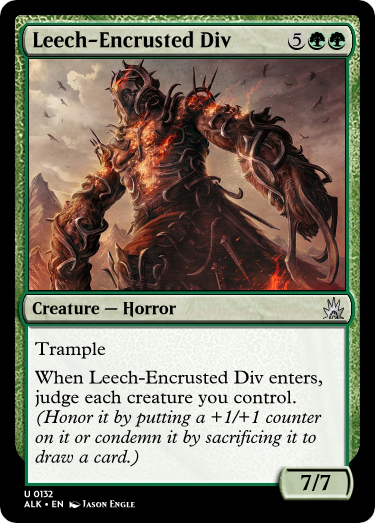 Leech-Encrusted Div 5
Creature — Horror
Trample
When Leech-Encrusted Div enters,
judge each creature you control.
(Honor it by putting a +1/+1 counter
on it or condemn it by sacrificing it to
draw a card.)
7/7
U 0132
ALK • EN Jason Engle